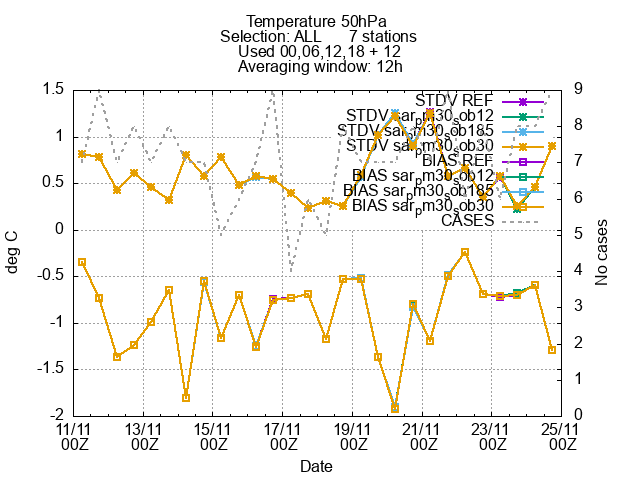 Temperature 50hPa
Selection: ALL 7 stations
Used 00,06,12,18 + 12
Averaging window: 12h
STDV REF
STDV sar_pm30_sob12
STDV sar_pm30_sob185
STDV sar_pm30_sob30
BIAS REF
BIAS sar_pm30_sob12
BIAS sar_pm30_sob185
BIAS sar_pm30_sob30
CASES
1.5
1
0.5
0
-0.5
-1
-1.5
-2
deg C
9
8
7
6
5
4
3
2
1
0
No cases
11/11 13/11 15/11 17/11 19/11 21/11 23/11 25/11
00Z 00Z 00Z 00Z 00Z 00Z 00Z 00Z
Date